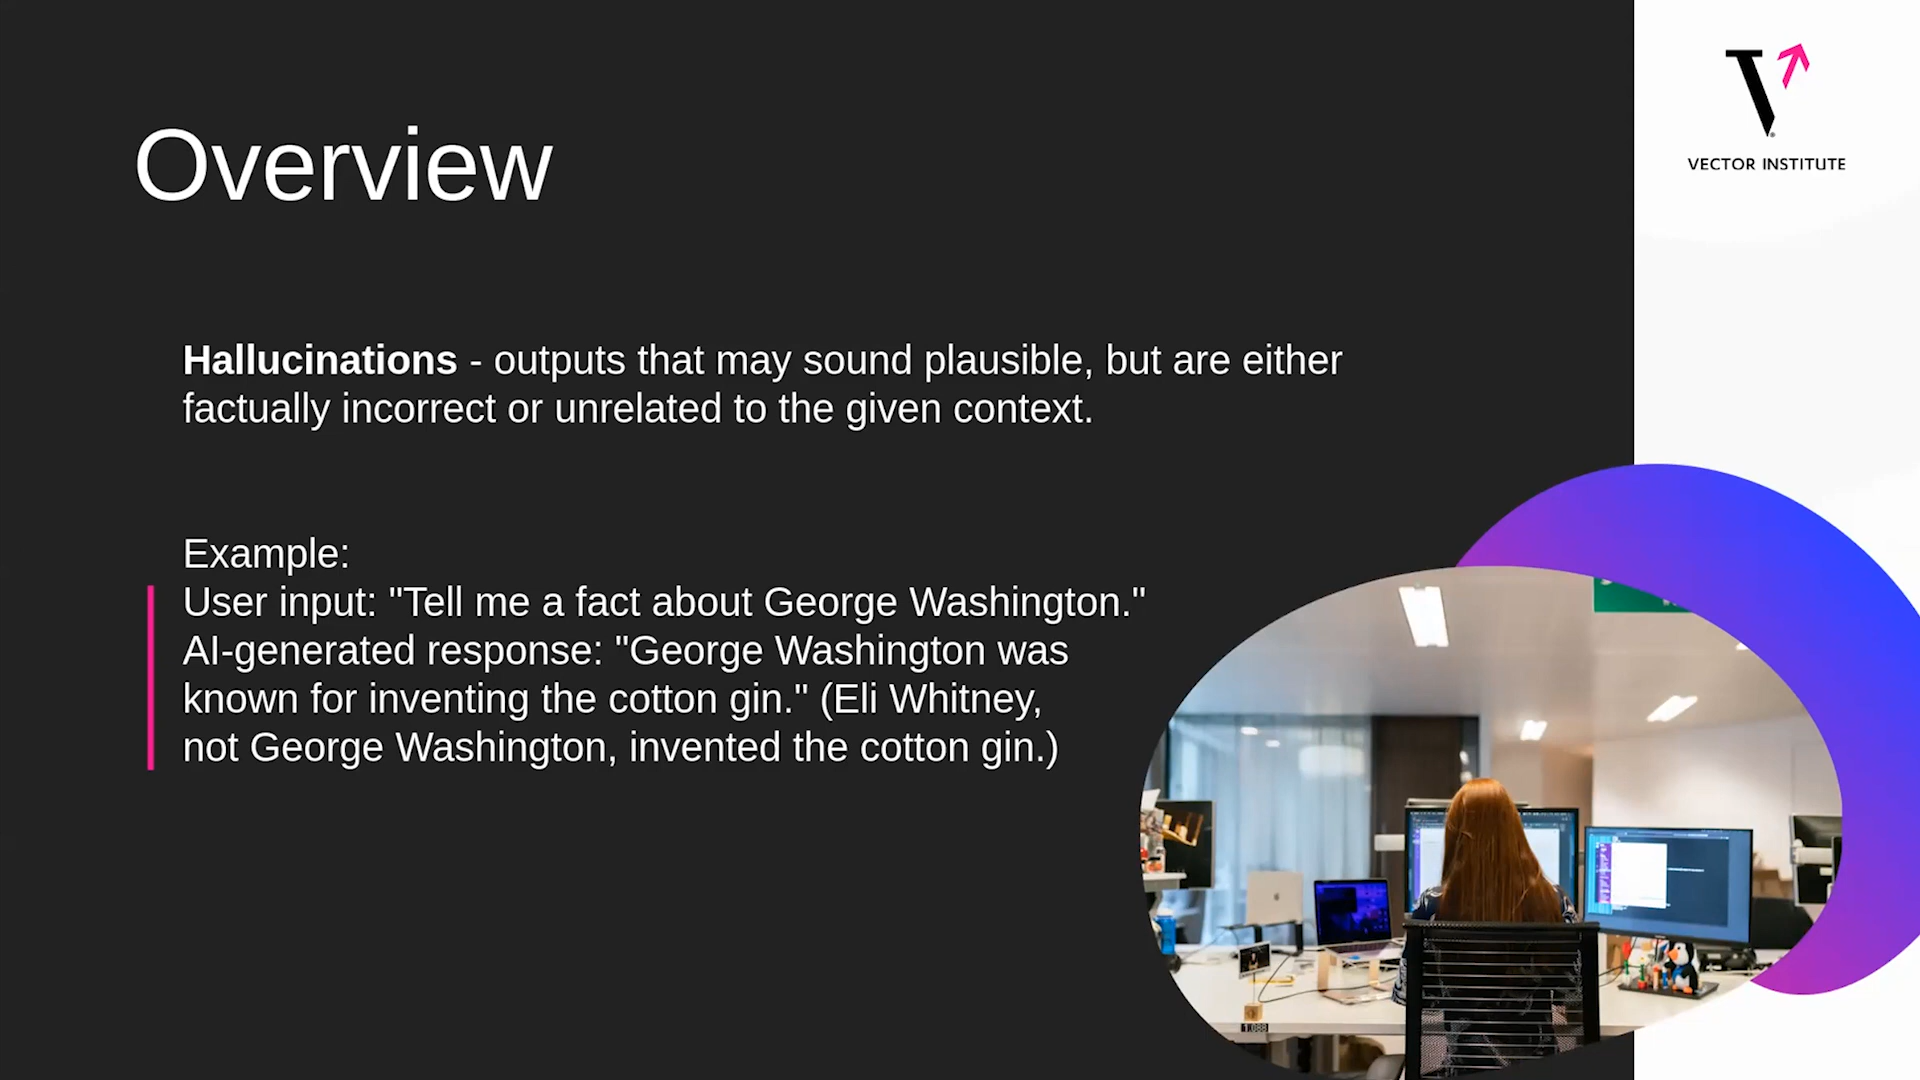 Overview
VECTOR INSTITUTE
Hallucinations - outputs that may sound plausible, but are either
factually incorrect or unrelated to the given context.
Example:
User input: "Tell me a fact about George Washington."
AI-generated response: "George Washington was
known for inventing the cotton gin." (Eli Whitney,
not George Washington, invented the cotton gin.)